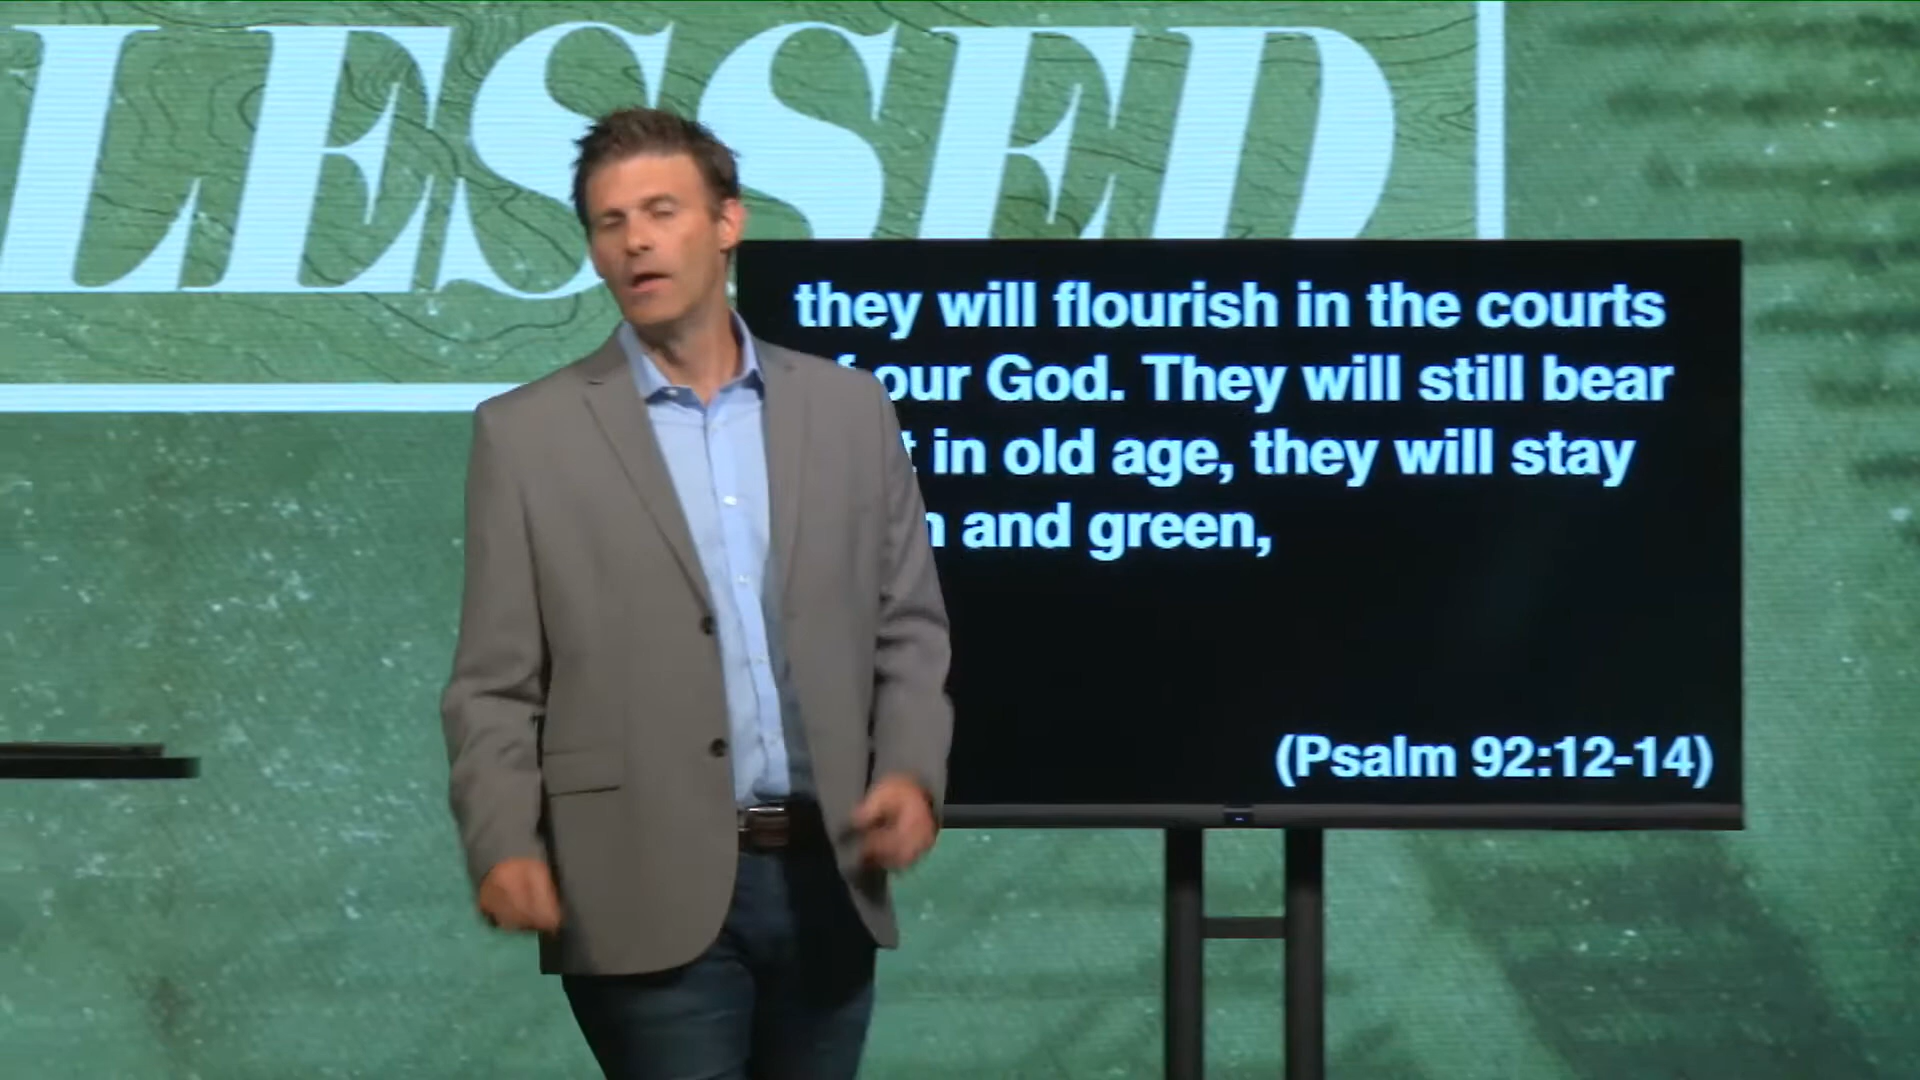 LESSED
they will flourish in the courts
our God. They will still bear
in old age, they will stay
and green,
(Psalm 92:12-14)